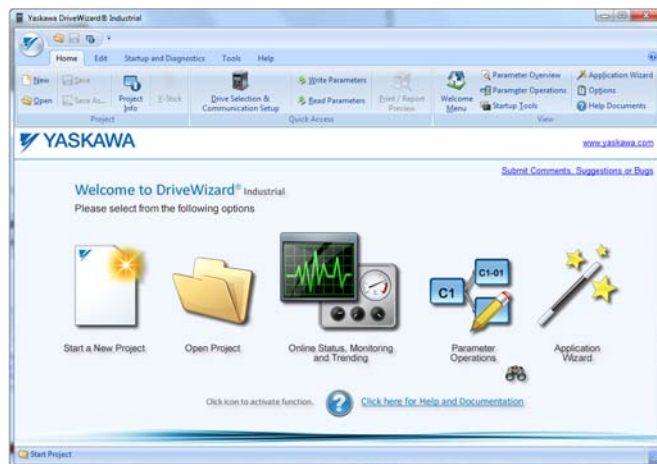 Yaskawa DriveWizard® Industrial
Home Edit Startup and Diagnostics Tools Help
New Save
Open Save As... Project Info X-Stick
Drive Selection & Communication Setup
Write Parameters
Read Parameters
Print / Report Preview
Welcome Menu
Parameter Overview
Parameter Operations
Startup Tools
Application Wizard
Options
Help Documents
Project Quick Access View
YASKAWA
www.yaskawa.com
Submit Comments, Suggestions or Bugs
Welcome to DriveWizard® Industrial
Please select from the following options
C1-01
C1
Start a New Project
Open Project
Online Status, Monitoring
and Trending
Parameter
Operations
Application
Wizard
Click icon to activate function.
?
Click here for Help and Documentation
Start Project